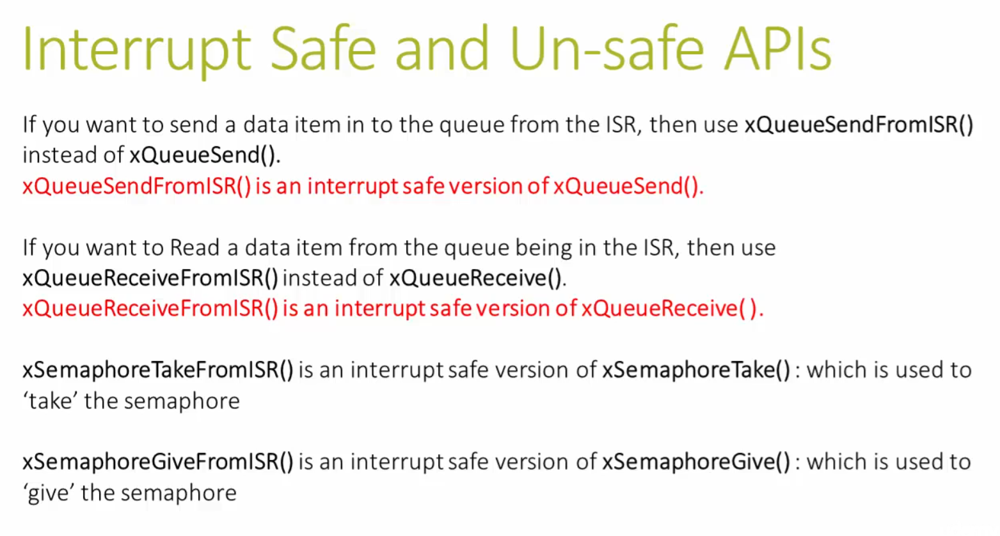 Interrupt Safe and Un-safe APIs
If you want to send a data item in to the queue from the ISR, then use xQueueSendFromISR()
instead of xQueueSend().
xQueueSendFromISR() is an interrupt safe version of xQueueSend().
If you want to Read a data item from the queue being in the ISR, then use
xQueueReceiveFromISR() instead of xQueueReceive().
xQueueReceiveFromISR() is an interrupt safe version of xQueueReceive( ).
xSemaphoreTakeFromISR() is an interrupt safe version of xSemaphoreTake() : which is used to
‘take’ the semaphore
xSemaphoreGiveFromISR() is an interrupt safe version of xSemaphoreGive() : which is used to
‘give’ the semaphore